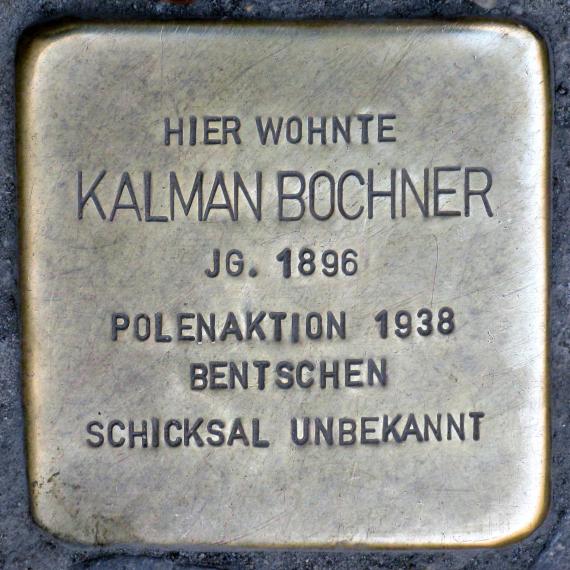 HIER WOHNTE
KALMAN BOCHNER
JG. 1896
POLENAKTION 1938
BENTSCHEN
SCHICKSAL UNBEKANNT